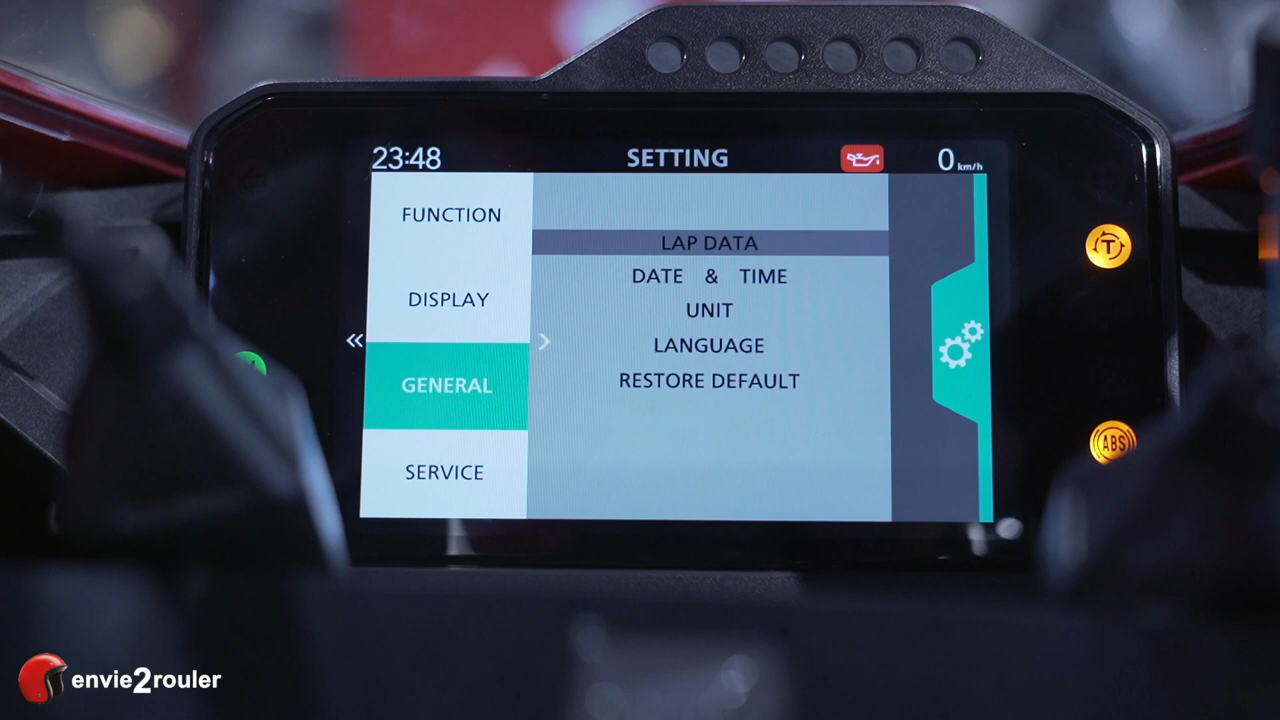 23:48 SETTING 0 km/h
FUNCTION
DISPLAY
GENERAL
SERVICE
LAP DATA
DATE & TIME
UNIT
LANGUAGE
RESTORE DEFAULT
T
ABS
envie2rouler